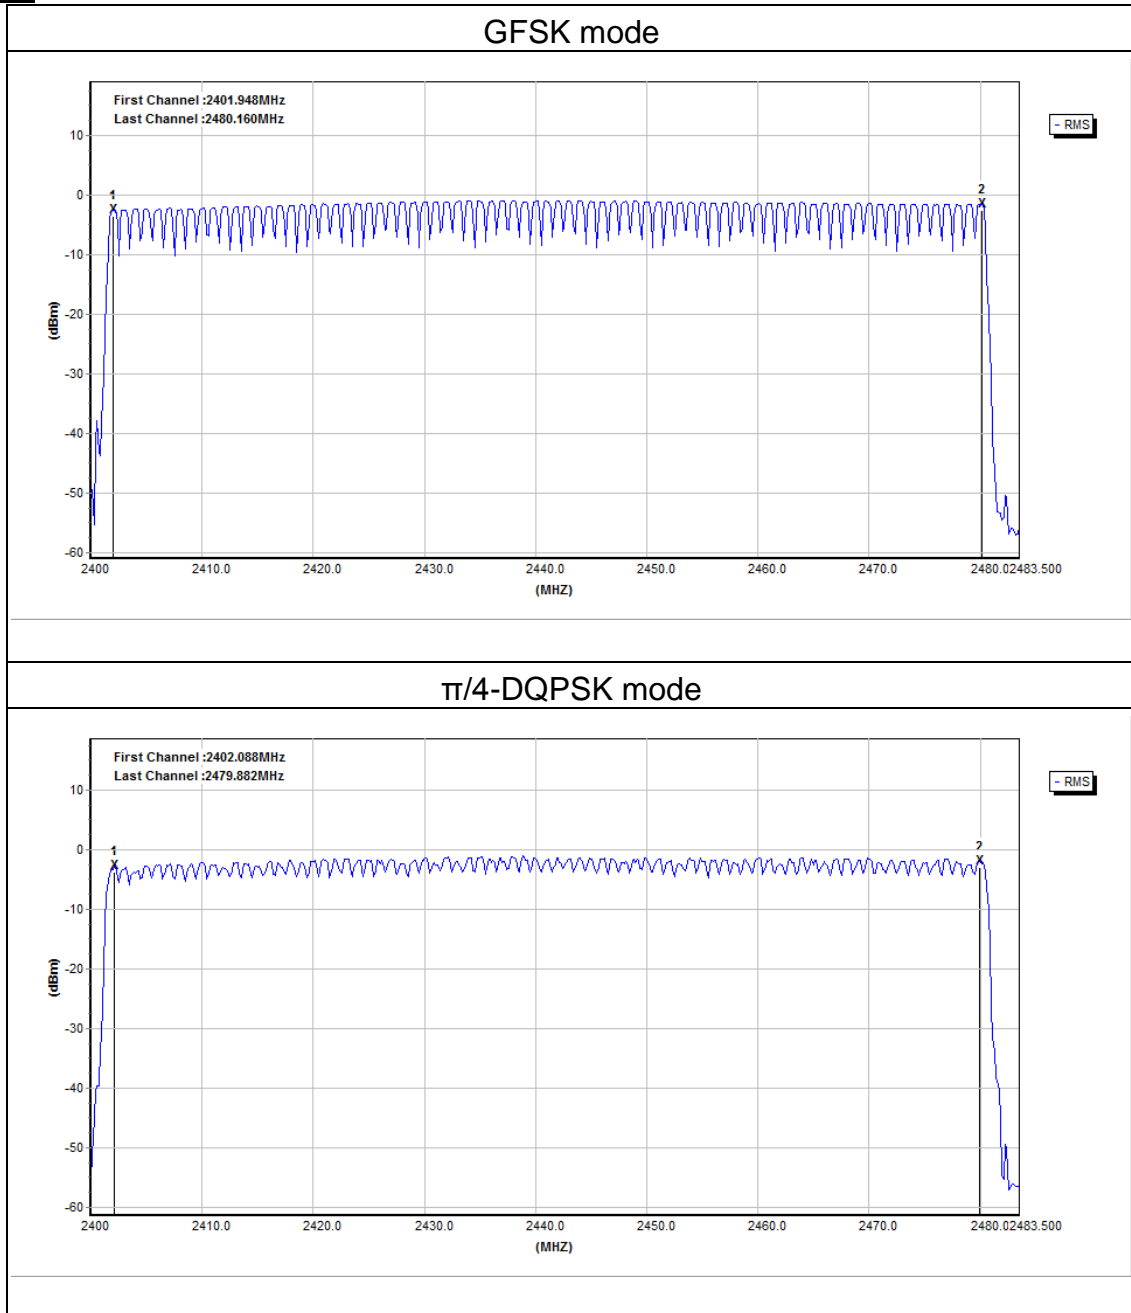 GFSK mode
First Channel :2401.948MHz
Last Channel :2480.160MHz
- RMS
10
0
-10
-20
-30
-40
-50
-60
(dBm)
1
2
2400 2410.0 2420.0 2430.0 2440.0 2450.0 2460.0 2470.0 2480.02483.500
(MHZ)
π/4-DQPSK mode
First Channel :2402.088MHz
Last Channel :2479.882MHz
- RMS
10
0
-10
-20
-30
-40
-50
-60
(dBm)
1
2
2400 2410.0 2420.0 2430.0 2440.0 2450.0 2460.0 2470.0 2480.02483.500
(MHZ)